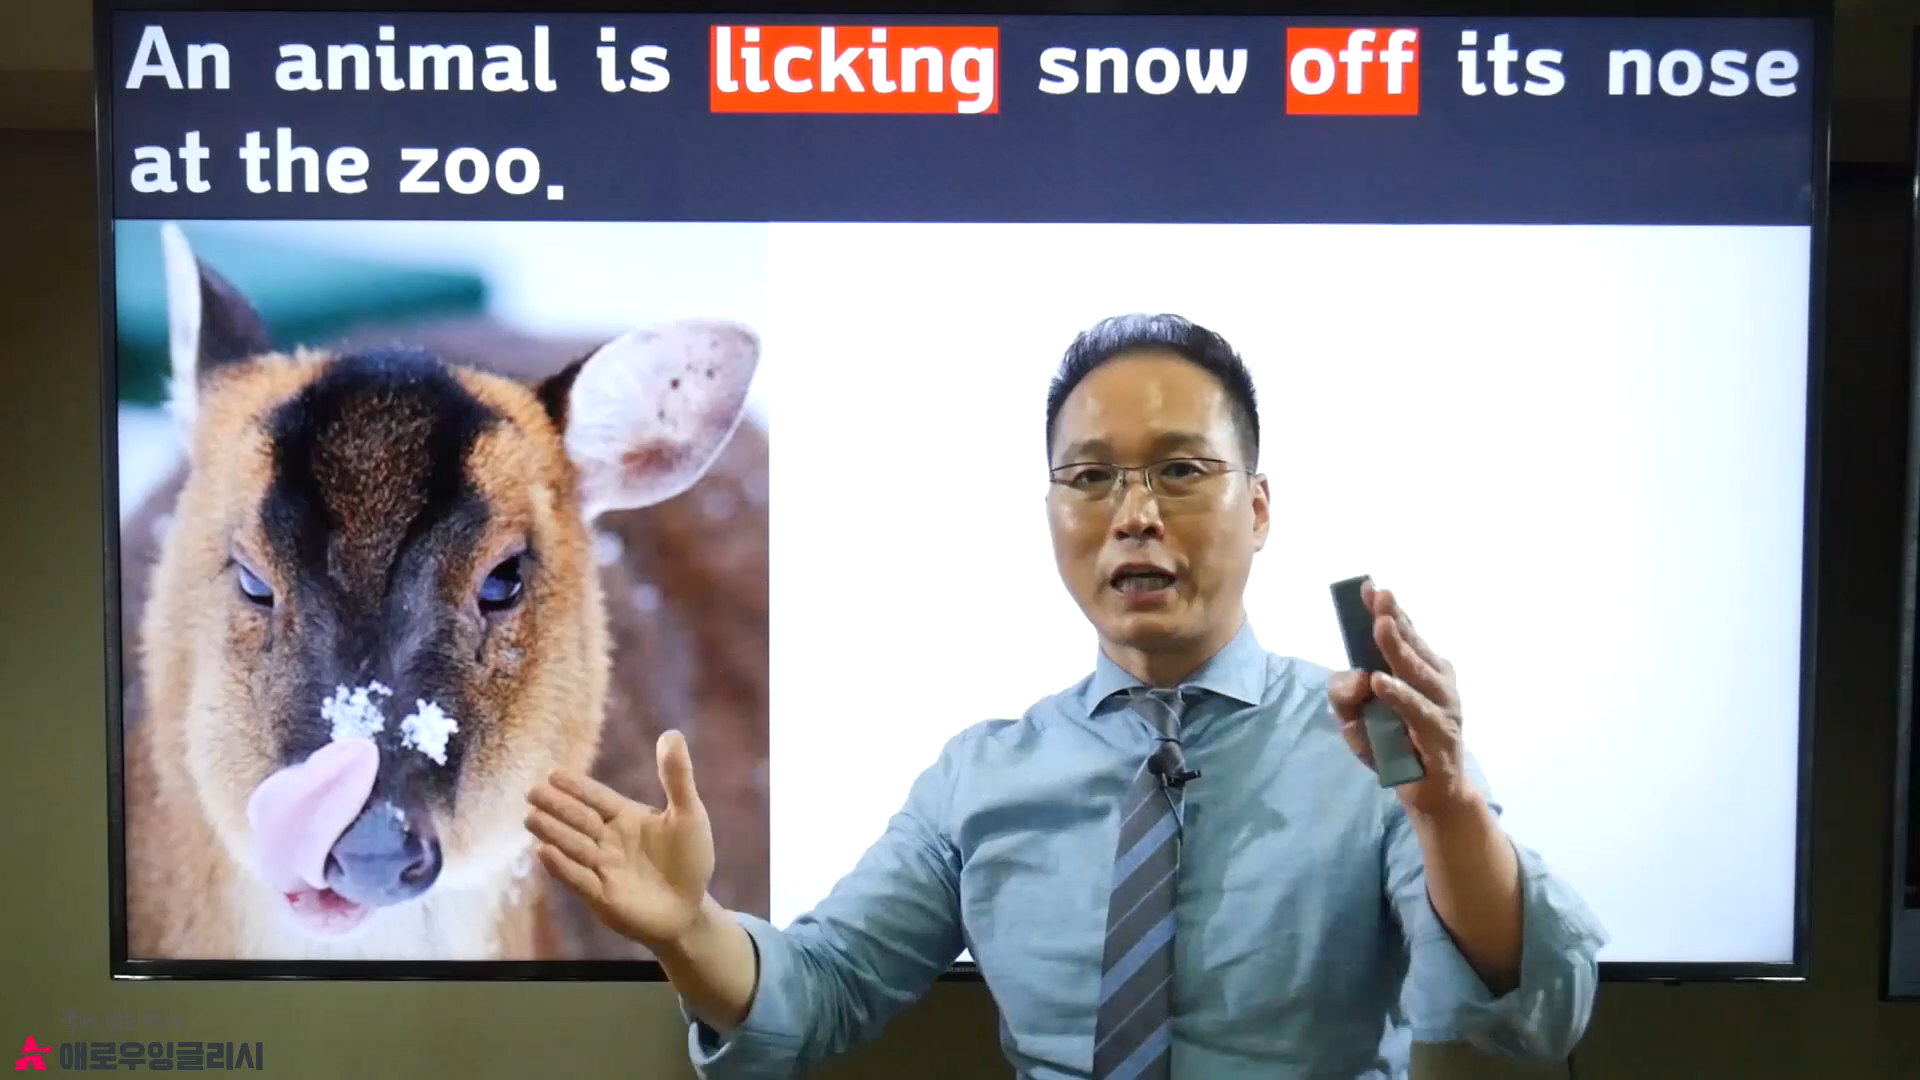 An animal is licking snow off its nose
at the zoo.
애로우잉글리시